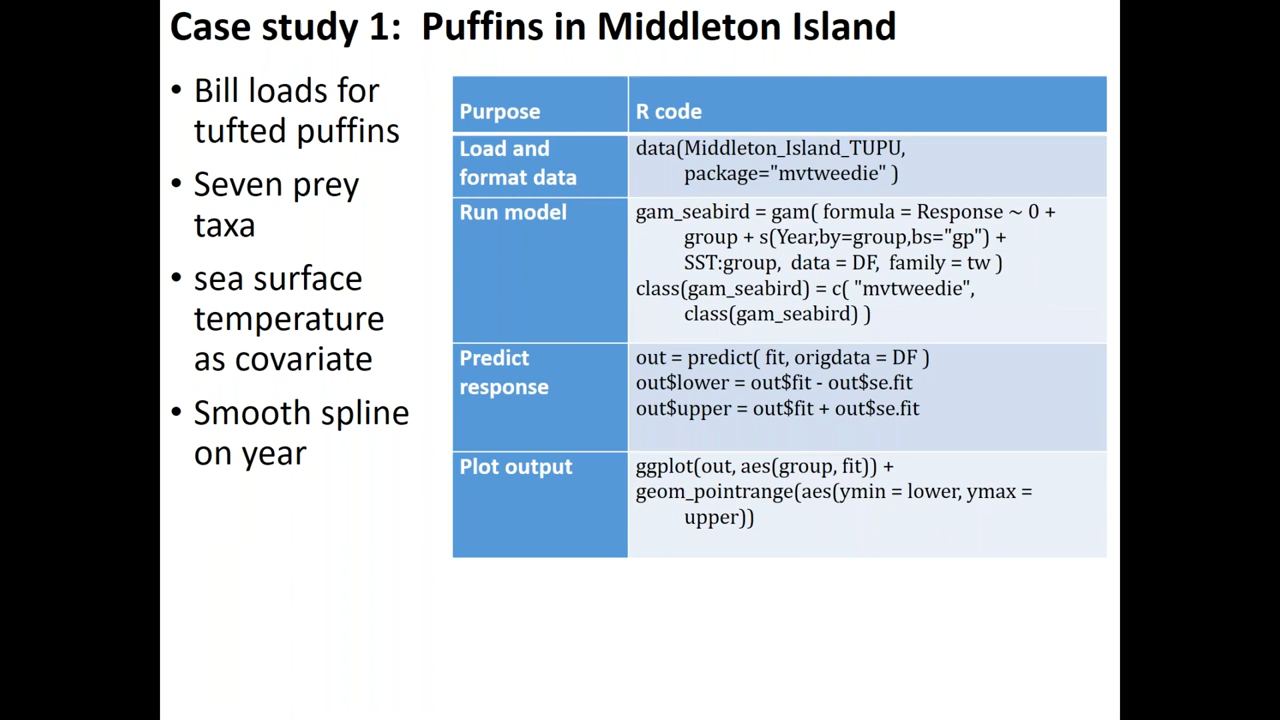 Case study 1:  Puffins in Middleton Island
• Bill loads for
tufted puffins
• Seven prey
taxa
• sea surface
temperature
as covariate
• Smooth spline
on year
Purpose
R code
Load and
format data
data(Middleton_Island_TUPU,
package="mvtweedie" )
Run model
gam_seabird = gam( formula = Response ~ 0 +
group + s(Year,by=group,bs="gp") +
SST:group,  data = DF,  family = tw )
class(gam_seabird) = c( "mvtweedie",
class(gam_seabird) )
Predict
response
out = predict( fit, origdata = DF )
out$lower = out$fit - out$se.fit
out$upper = out$fit + out$se.fit
Plot output
ggplot(out, aes(group, fit)) +
geom_pointrange(aes(ymin = lower, ymax =
upper))